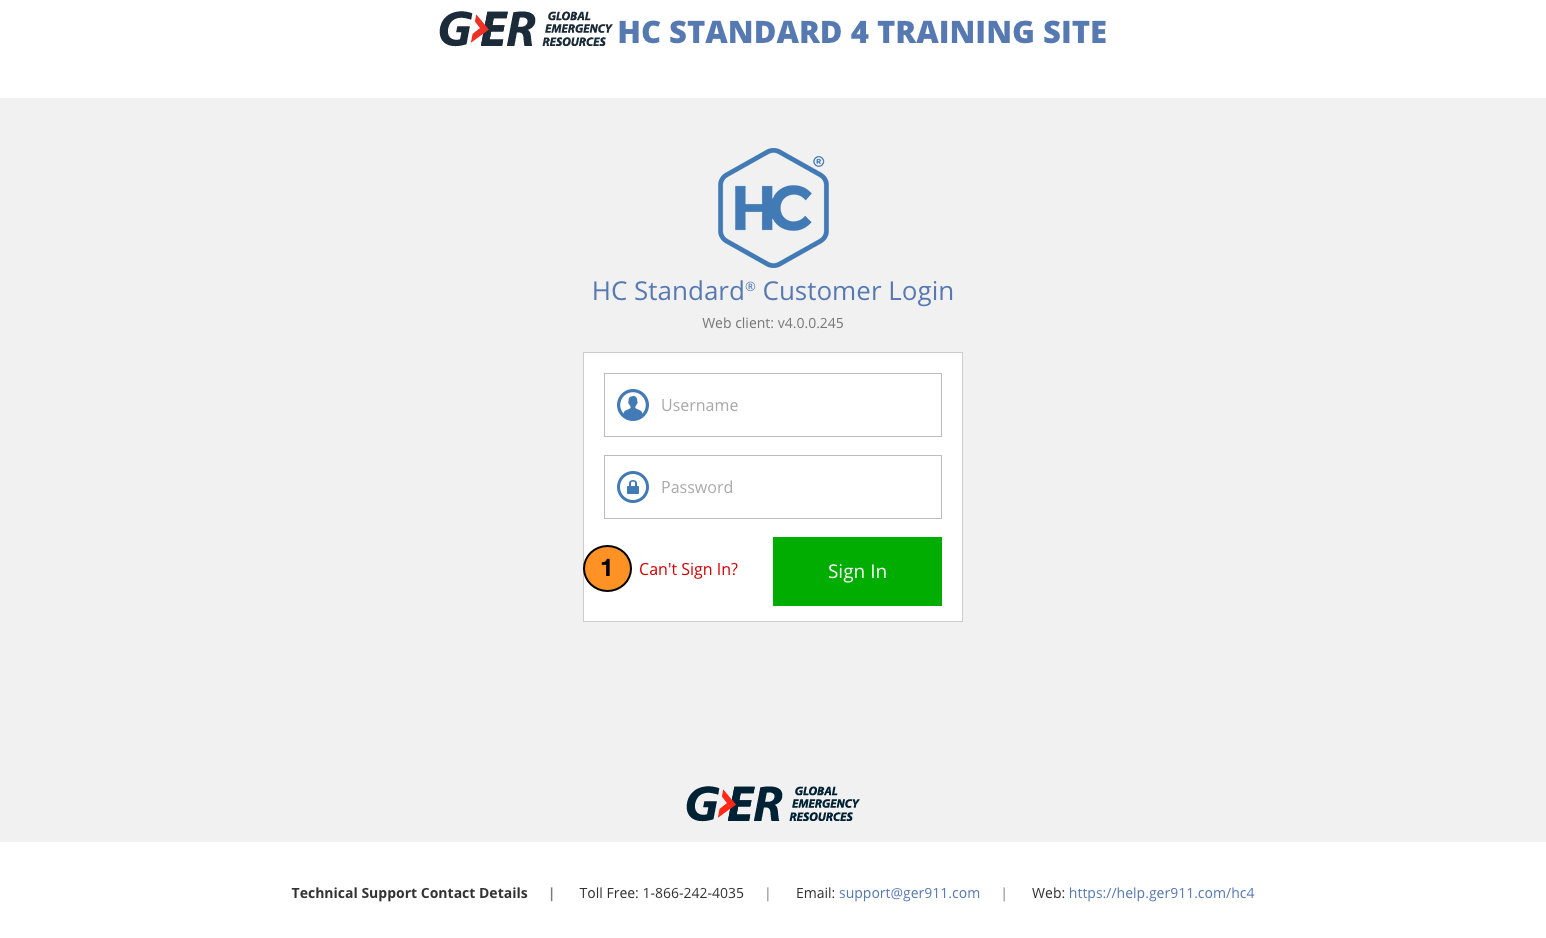 GER GLOBAL EMERGENCY RESOURCES HC STANDARD 4 TRAINING SITE
HC®
HC Standard® Customer Login
Web client: v4.0.0.245
Username
Password
1 Can't Sign In? Sign In
GER GLOBAL EMERGENCY RESOURCES
Technical Support Contact Details | Toll Free: 1-866-242-4035 | Email: support@ger911.com | Web: https://help.ger911.com/hc4